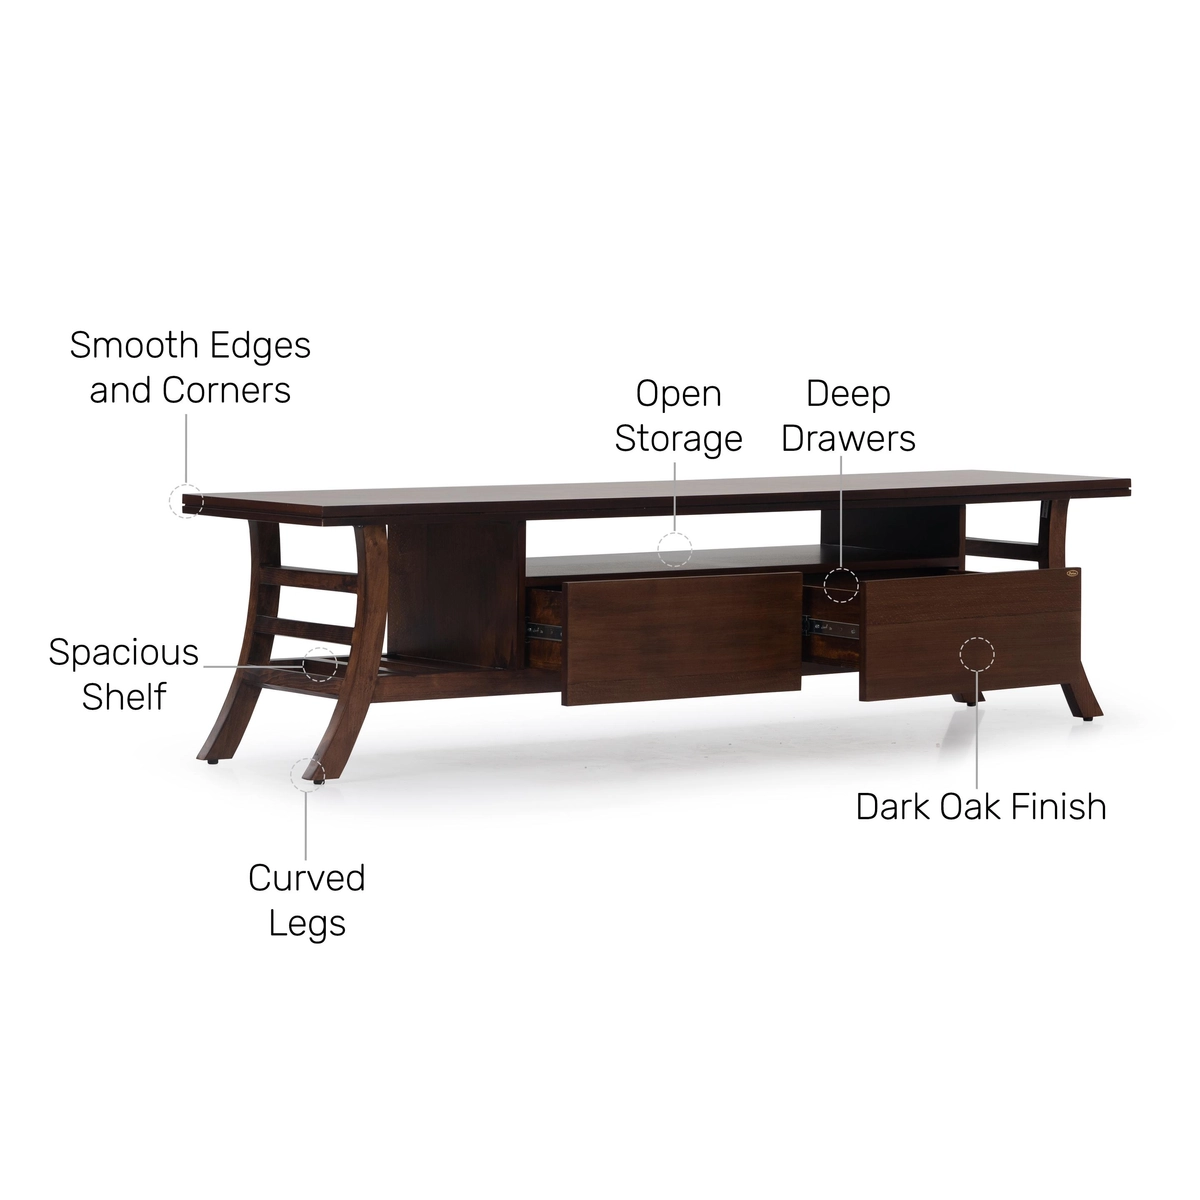 Smooth Edges
and Corners
Open
Storage
Deep
Drawers
Spacious
Shelf
Dark Oak Finish
Curved
Legs